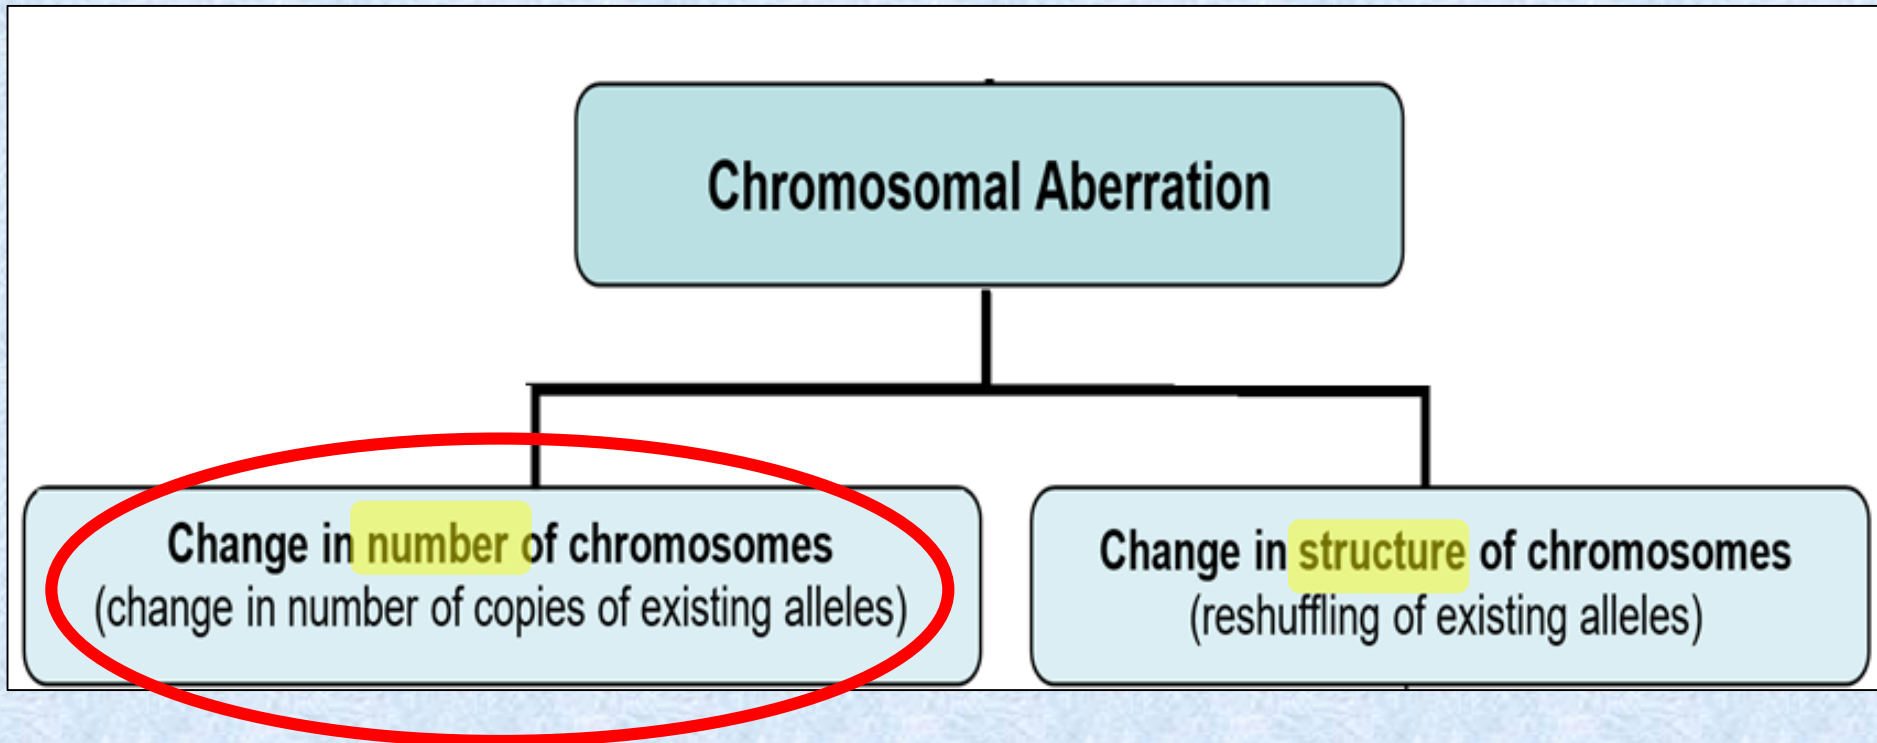 Chromosomal Aberration
Change in number of chromosomes
(change in number of copies of existing alleles)
Change in structure of chromosomes
(reshuffling of existing alleles)